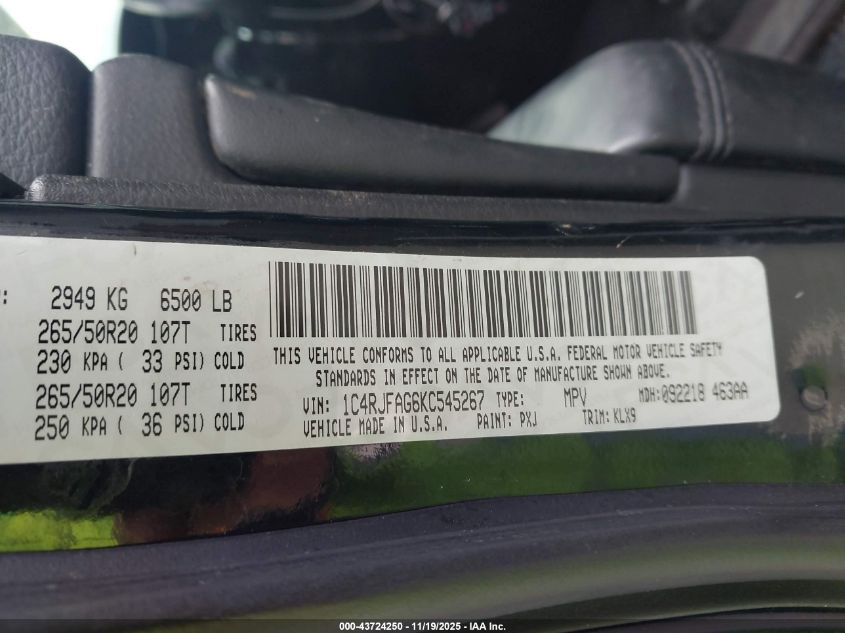 2949 KG 6500 LB
265/50R20 107T TIRES
230 KPA ( 33 PSI) COLD
265/50R20 107T TIRES
250 KPA ( 36 PSI) COLD
THIS VEHICLE CONFORMS TO ALL APPLICABLE U.S.A. FEDERAL MOTOR VEHICLE SAFETY
STANDARDS IN EFFECT ON THE DATE OF MANUFACTURE SHOWN ABOVE.
VIN: 1C4RJFAG6KC545267 TYPE: MPV MDH:092218 463AA
VEHICLE MADE IN U.S.A. PAINT: PXJ TRIM: KLX9
000-43724250 — 11/19/2025 — IAA Inc.